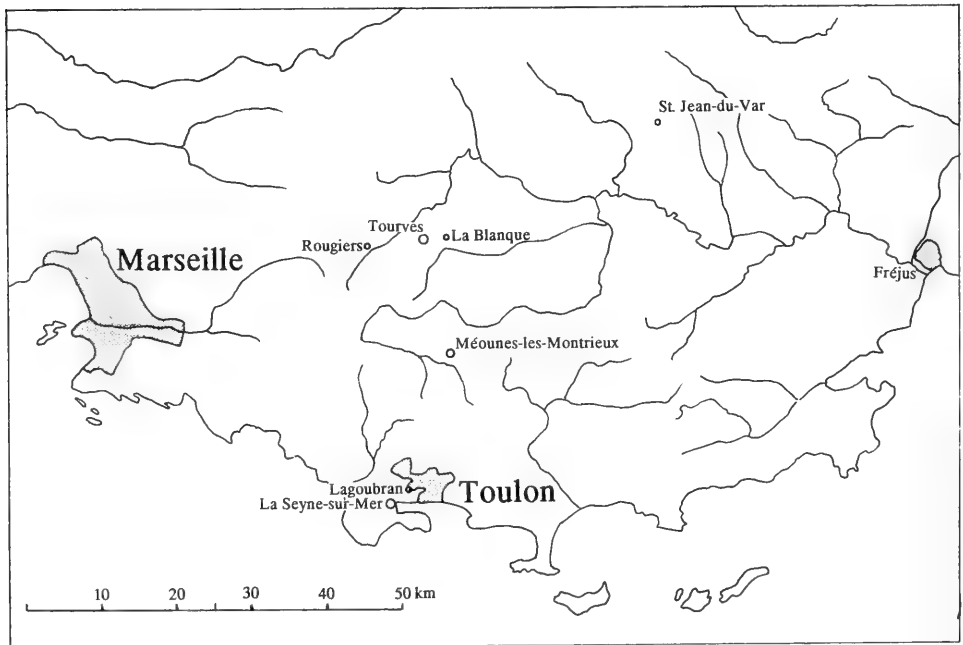 St. Jean-du-Var
Tourves
La Blanque
Rougiers
Marseille
Fréjus
Méounes-les-Montrieux
Lagoubran
Toulon
La Seyne-sur-Mer
10 20 30 40 50 km